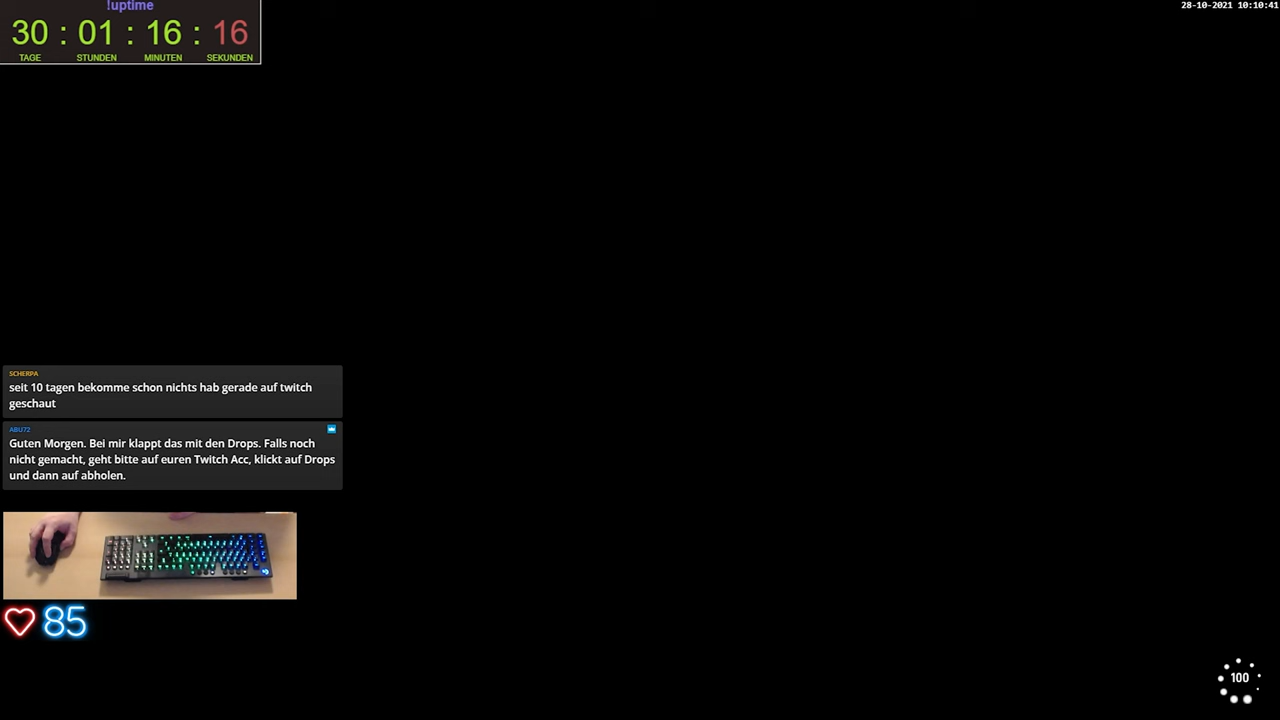 !uptime
30 : 01 : 16 : 16
TAGE STUNDEN MINUTEN SEKUNDEN
28-10-2021 10:10:41
SCHERPA
seit 10 tagen bekomme schon nichts hab gerade auf twitch
geschaut
ABU72
Guten Morgen. Bei mir klappt das mit den Drops. Falls noch
nicht gemacht, geht bitte auf euren Twitch Acc, klickt auf Drops
und dann auf abholen.
85
100